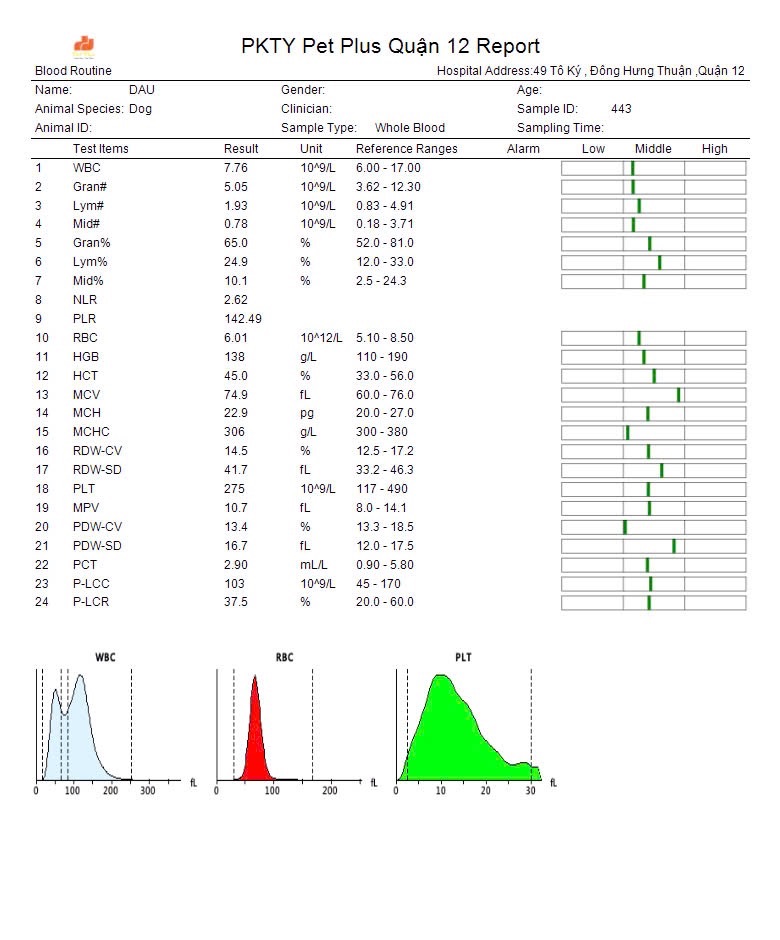 PKTY Pet Plus Quận 12 Report
Blood Routine Hospital Address:49 Tô Ký , Đông Hưng Thuận ,Quận 12
Name: DAU Gender: Age:
Animal Species: Dog Clinician: Sample ID: 443
Animal ID: Sample Type: Whole Blood Sampling Time:
Test Items Result Unit Reference Ranges Alarm Low Middle High
1 WBC 7.76 10^9/L 6.00 - 17.00
2 Gran# 5.05 10^9/L 3.62 - 12.30
3 Lym# 1.93 10^9/L 0.83 - 4.91
4 Mid# 0.78 10^9/L 0.18 - 3.71
5 Gran% 65.0 % 52.0 - 81.0
6 Lym% 24.9 % 12.0 - 33.0
7 Mid% 10.1 % 2.5 - 24.3
8 NLR 2.62
9 PLR 142.49
10 RBC 6.01 10^12/L 5.10 - 8.50
11 HGB 138 g/L 110 - 190
12 HCT 45.0 % 33.0 - 56.0
13 MCV 74.9 fL 60.0 - 76.0
14 MCH 22.9 pg 20.0 - 27.0
15 MCHC 306 g/L 300 - 380
16 RDW-CV 14.5 % 12.5 - 17.2
17 RDW-SD 41.7 fL 33.2 - 46.3
18 PLT 275 10^9/L 117 - 490
19 MPV 10.7 fL 8.0 - 14.1
20 PDW-CV 13.4 % 13.3 - 18.5
21 PDW-SD 16.7 fL 12.0 - 17.5
22 PCT 2.90 mL/L 0.90 - 5.80
23 P-LCC 103 10^9/L 45 - 170
24 P-LCR 37.5 % 20.0 - 60.0
WBC RBC PLT
fL fL fL
0 100 200 300 0 100 200 0 10 20 30